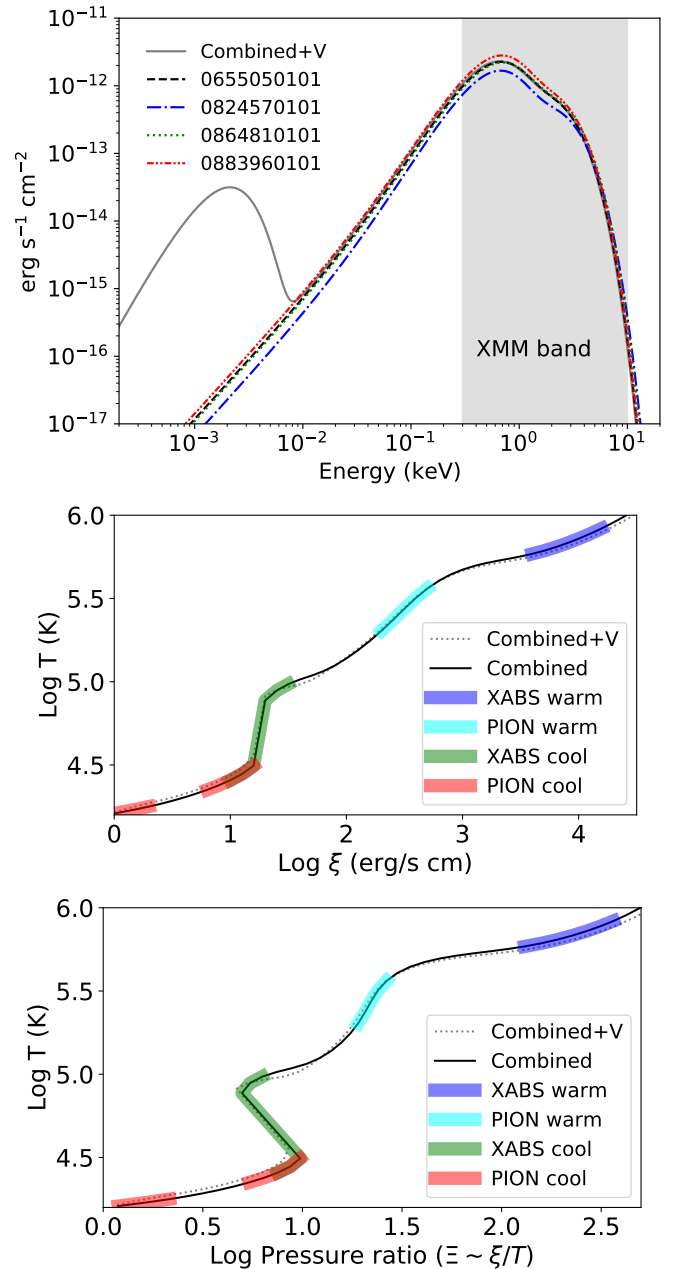 10⁻¹¹
10⁻¹²
10⁻¹³
10⁻¹⁴
10⁻¹⁵
10⁻¹⁶
10⁻¹⁷
erg s⁻¹ cm⁻²
Combined+V
0655050101
0824570101
0864810101
0883960101
XMM band
10⁻³ 10⁻² 10⁻¹ 10⁰ 10¹
Energy (keV)
6.0
5.5
5.0
4.5
Log T (K)
Combined+V
Combined
XABS warm
PION warm
XABS cool
PION cool
0 1 2 3 4
Log ξ (erg/s cm)
6.0
5.5
5.0
4.5
Log T (K)
Combined+V
Combined
XABS warm
PION warm
XABS cool
PION cool
0.0 0.5 1.0 1.5 2.0 2.5
Log Pressure ratio (Ξ ~ ξ/T)